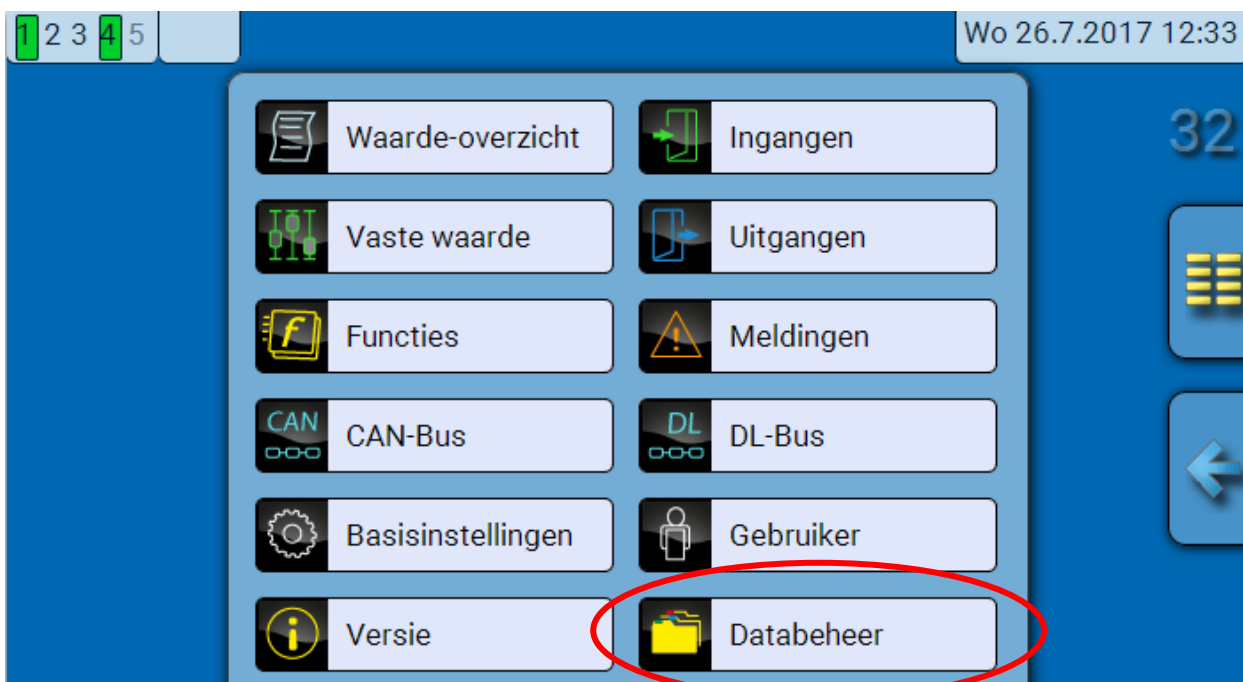 1 2 3 4 5
Wo 26.7.2017 12:33
32
Waarde-overzicht
Ingangen
Vaste waarde
Uitgangen
f Functies
Meldingen
CAN CAN-Bus
DL DL-Bus
Basisinstellingen
Gebruiker
i Versie
Databeheer